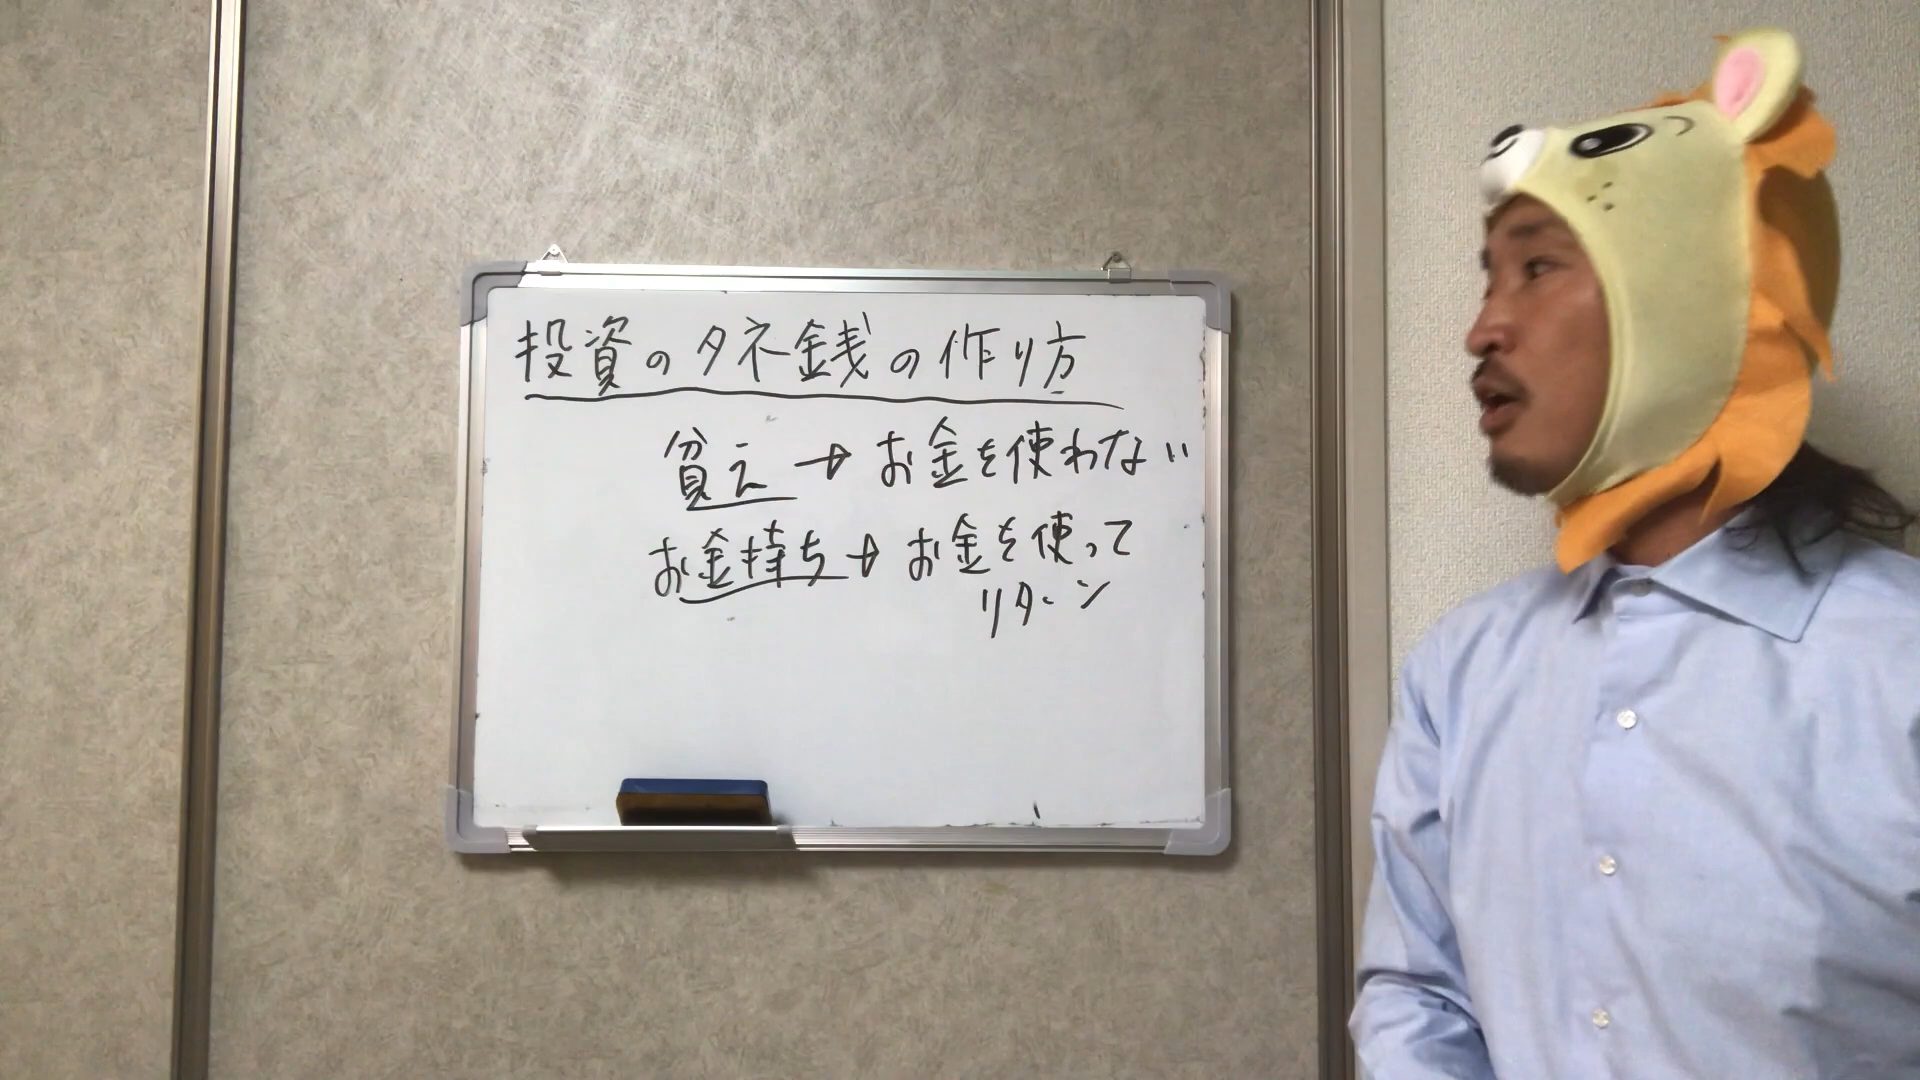 投資のタネ銭の作り方
貧乏→お金を使わない
お金持ち→お金を使って
リターン